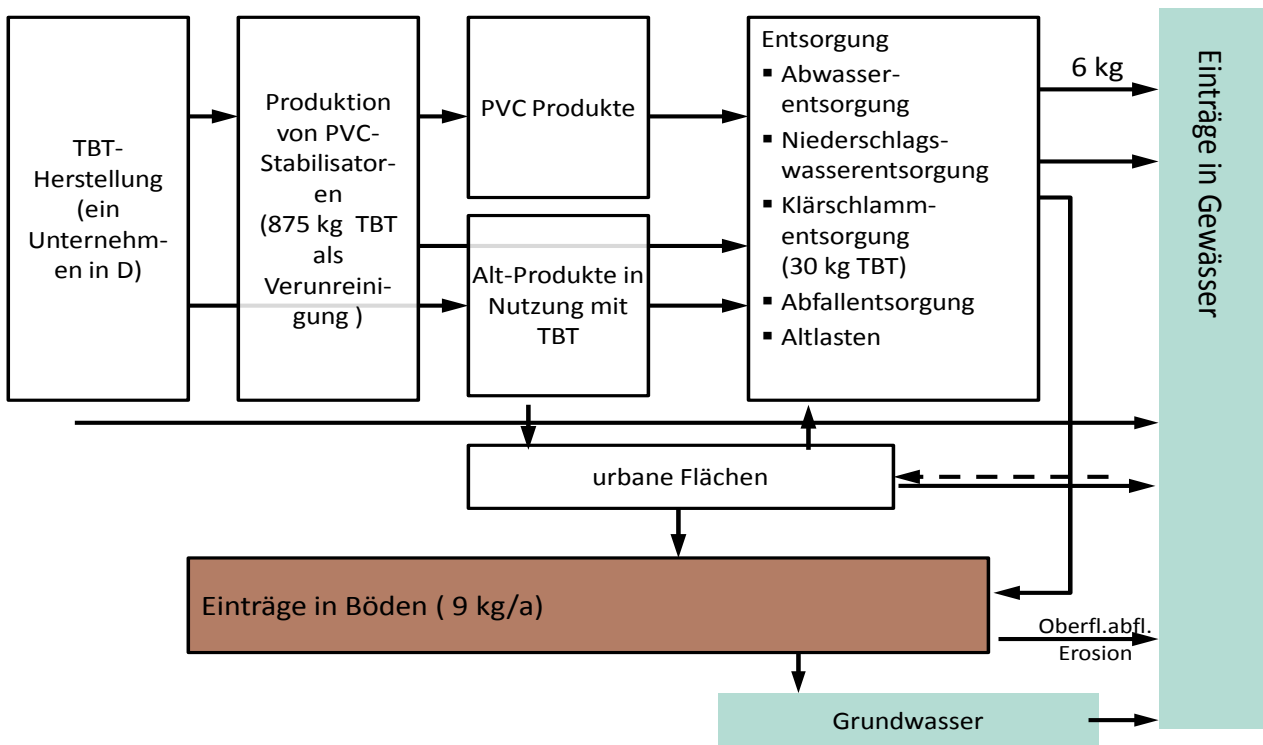 TBT-
Herstellung
(ein
Unternehm-
en in D)
Produktion
von PVC-
Stabilisator-
en
(875 kg TBT
als
Verunreini-
gung )
PVC Produkte
Alt-Produkte in
Nutzung mit
TBT
Entsorgung
▪ Abwasser-
entsorgung
▪ Niederschlags-
wasserentsorgung
▪ Klärschlamm-
entsorgung
(30 kg TBT)
▪ Abfallentsorgung
▪ Altlasten
6 kg
Einträge in Gewässer
urbane Flächen
Einträge in Böden ( 9 kg/a)
Oberfl.abfl.
Erosion
Grundwasser